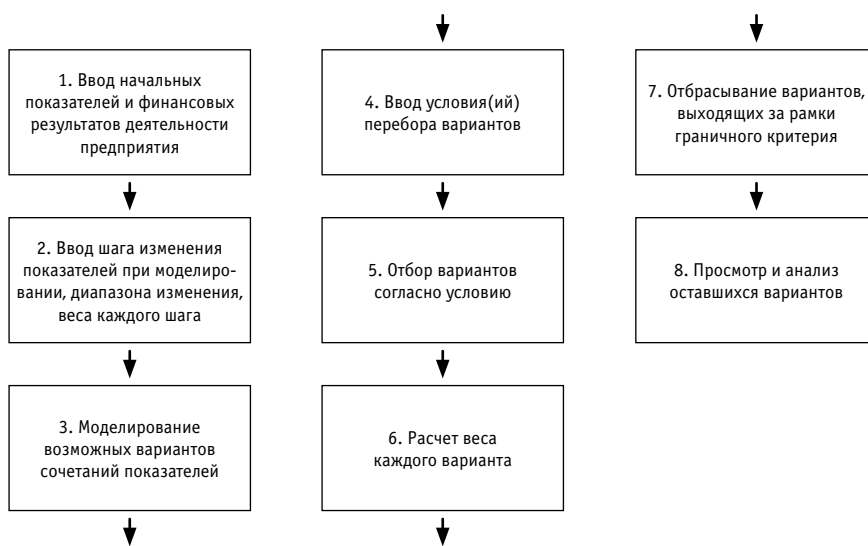 1. Ввод начальных
показателей и финансовых
результатов деятельности
предприятия
2. Ввод шага изменения
показателей при моделиро-
вании, диапазона изменения,
веса каждого шага
3. Моделирование
возможных вариантов
сочетаний показателей
4. Ввод условия(ий)
перебора вариантов
5. Отбор вариантов
согласно условию
6. Расчет веса
каждого варианта
7. Отбрасывание вариантов,
выходящих за рамки
граничного критерия
8. Просмотр и анализ
оставшихся вариантов